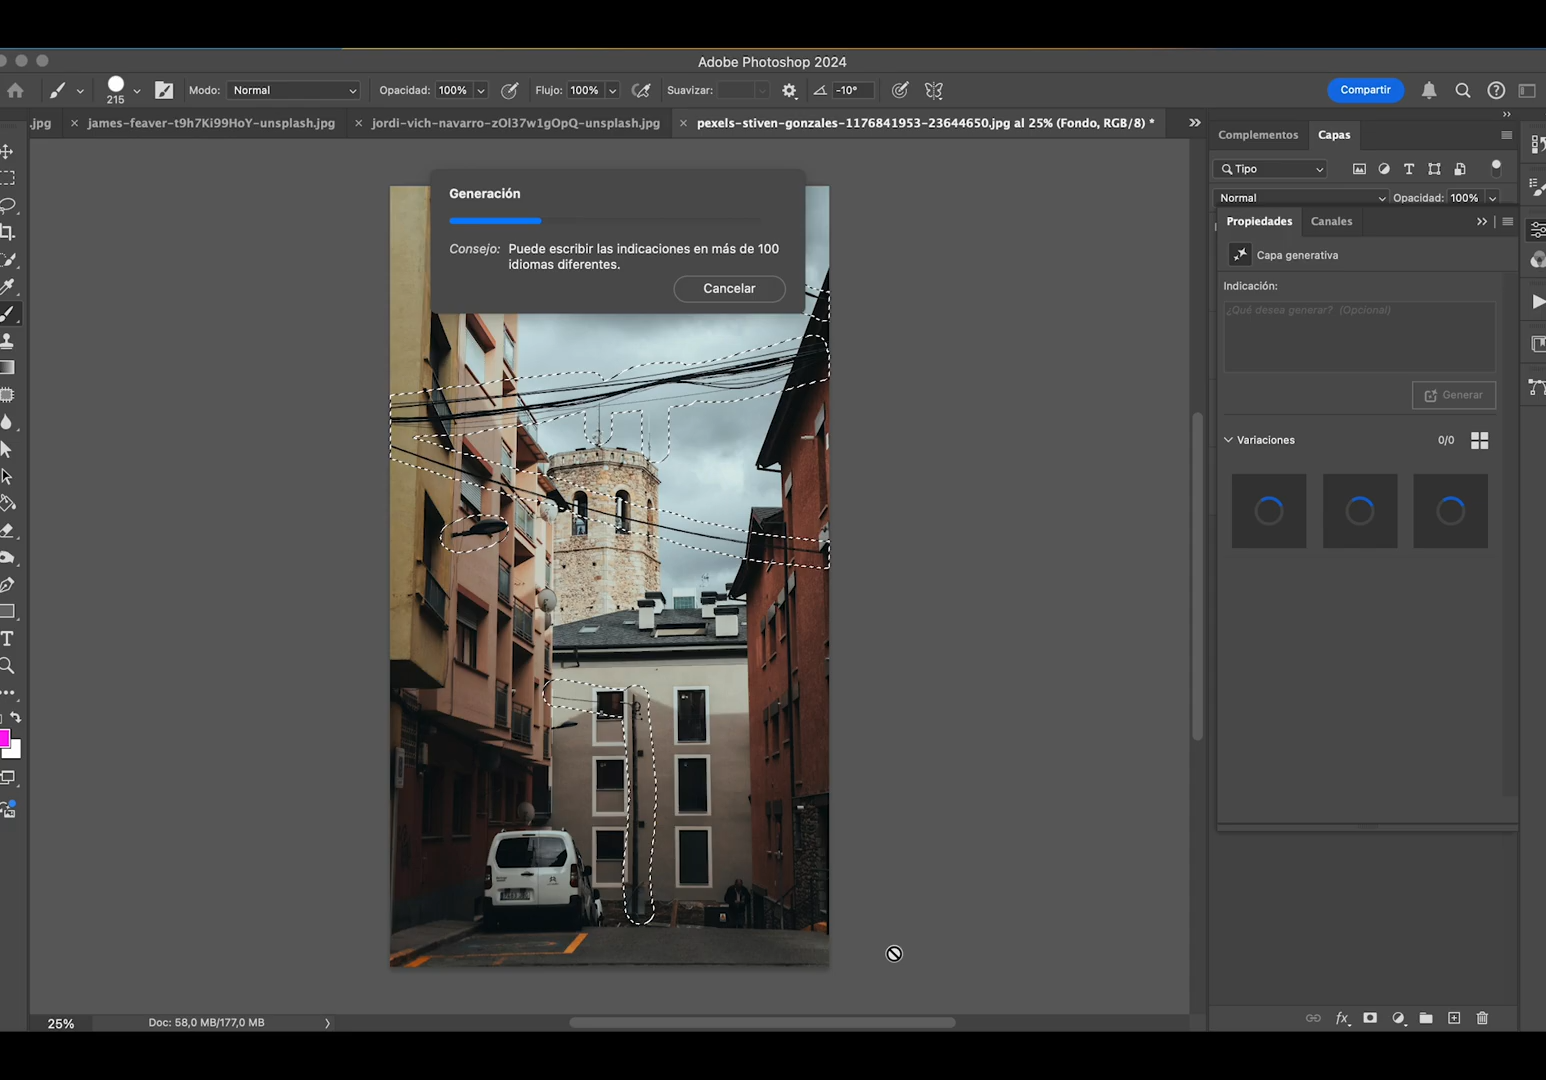 Adobe Photoshop 2024
215
Modo: Normal
Opacidad: 100%
Flujo: 100%
Suavizar:
-10°
Compartir
.jpg
× james-feaver-t9h7Ki99HoY-unsplash.jpg
× jordi-vich-navarro-zOl37w1gOpQ-unsplash.jpg
× pexels-stiven-gonzales-1176841953-23644650.jpg al 25% (Fondo, RGB/8) *
Complementos
Capas
Tipo
Normal
Opacidad: 100%
Propiedades
Canales
Capa generativa
Indicación:
¿Qué desea generar? (Opcional)
Generar
Variaciones
0/0
Generación
Consejo: Puede escribir las indicaciones en más de 100
idiomas diferentes.
Cancelar
25%
Doc: 58,0 MB/177,0 MB
fx